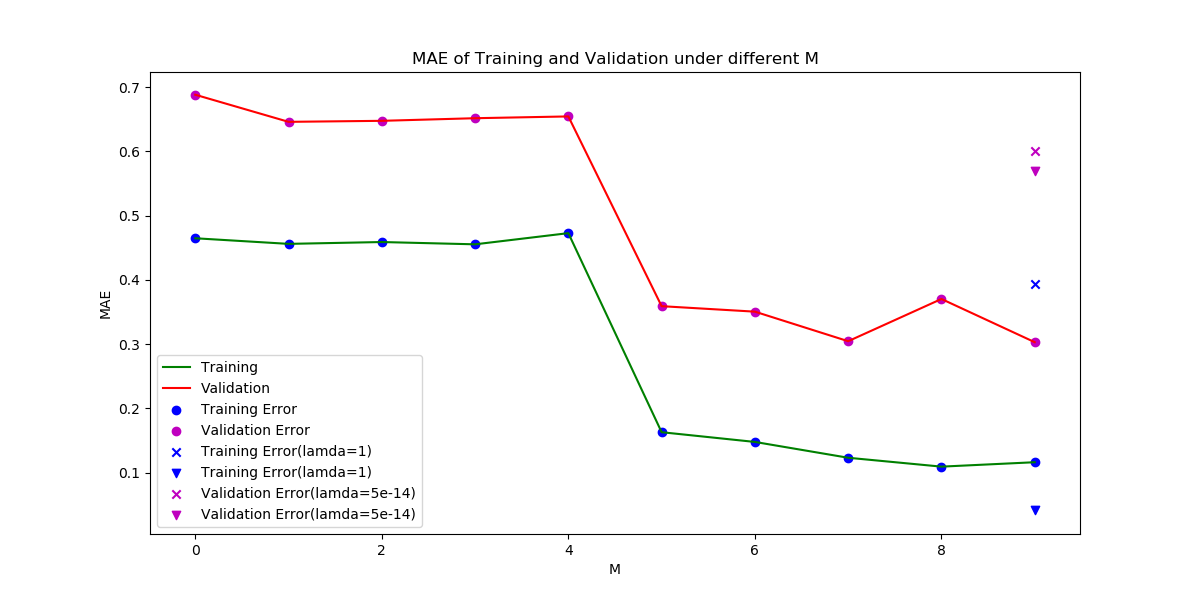 MAE of Training and Validation under different M
0.7
0.6
0.5
0.4
0.3
0.2
0.1
MAE
Training
Validation
Training Error
Validation Error
Training Error(lamda=1)
Training Error(lamda=1)
Validation Error(lamda=5e-14)
Validation Error(lamda=5e-14)
0 2 4 6 8
M